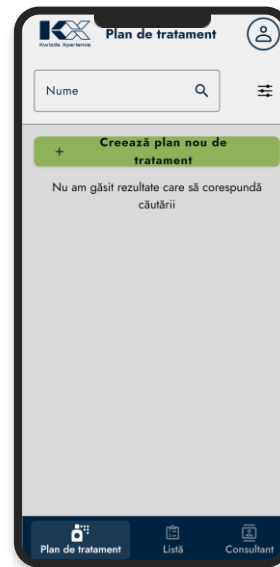 KX
Kwizda. Xperience
Plan de tratament
Nume
+ Creează plan nou de
tratament
Nu am găsit rezultate care să corespundă
căutării
Plan de tratament
Listă
Consultant